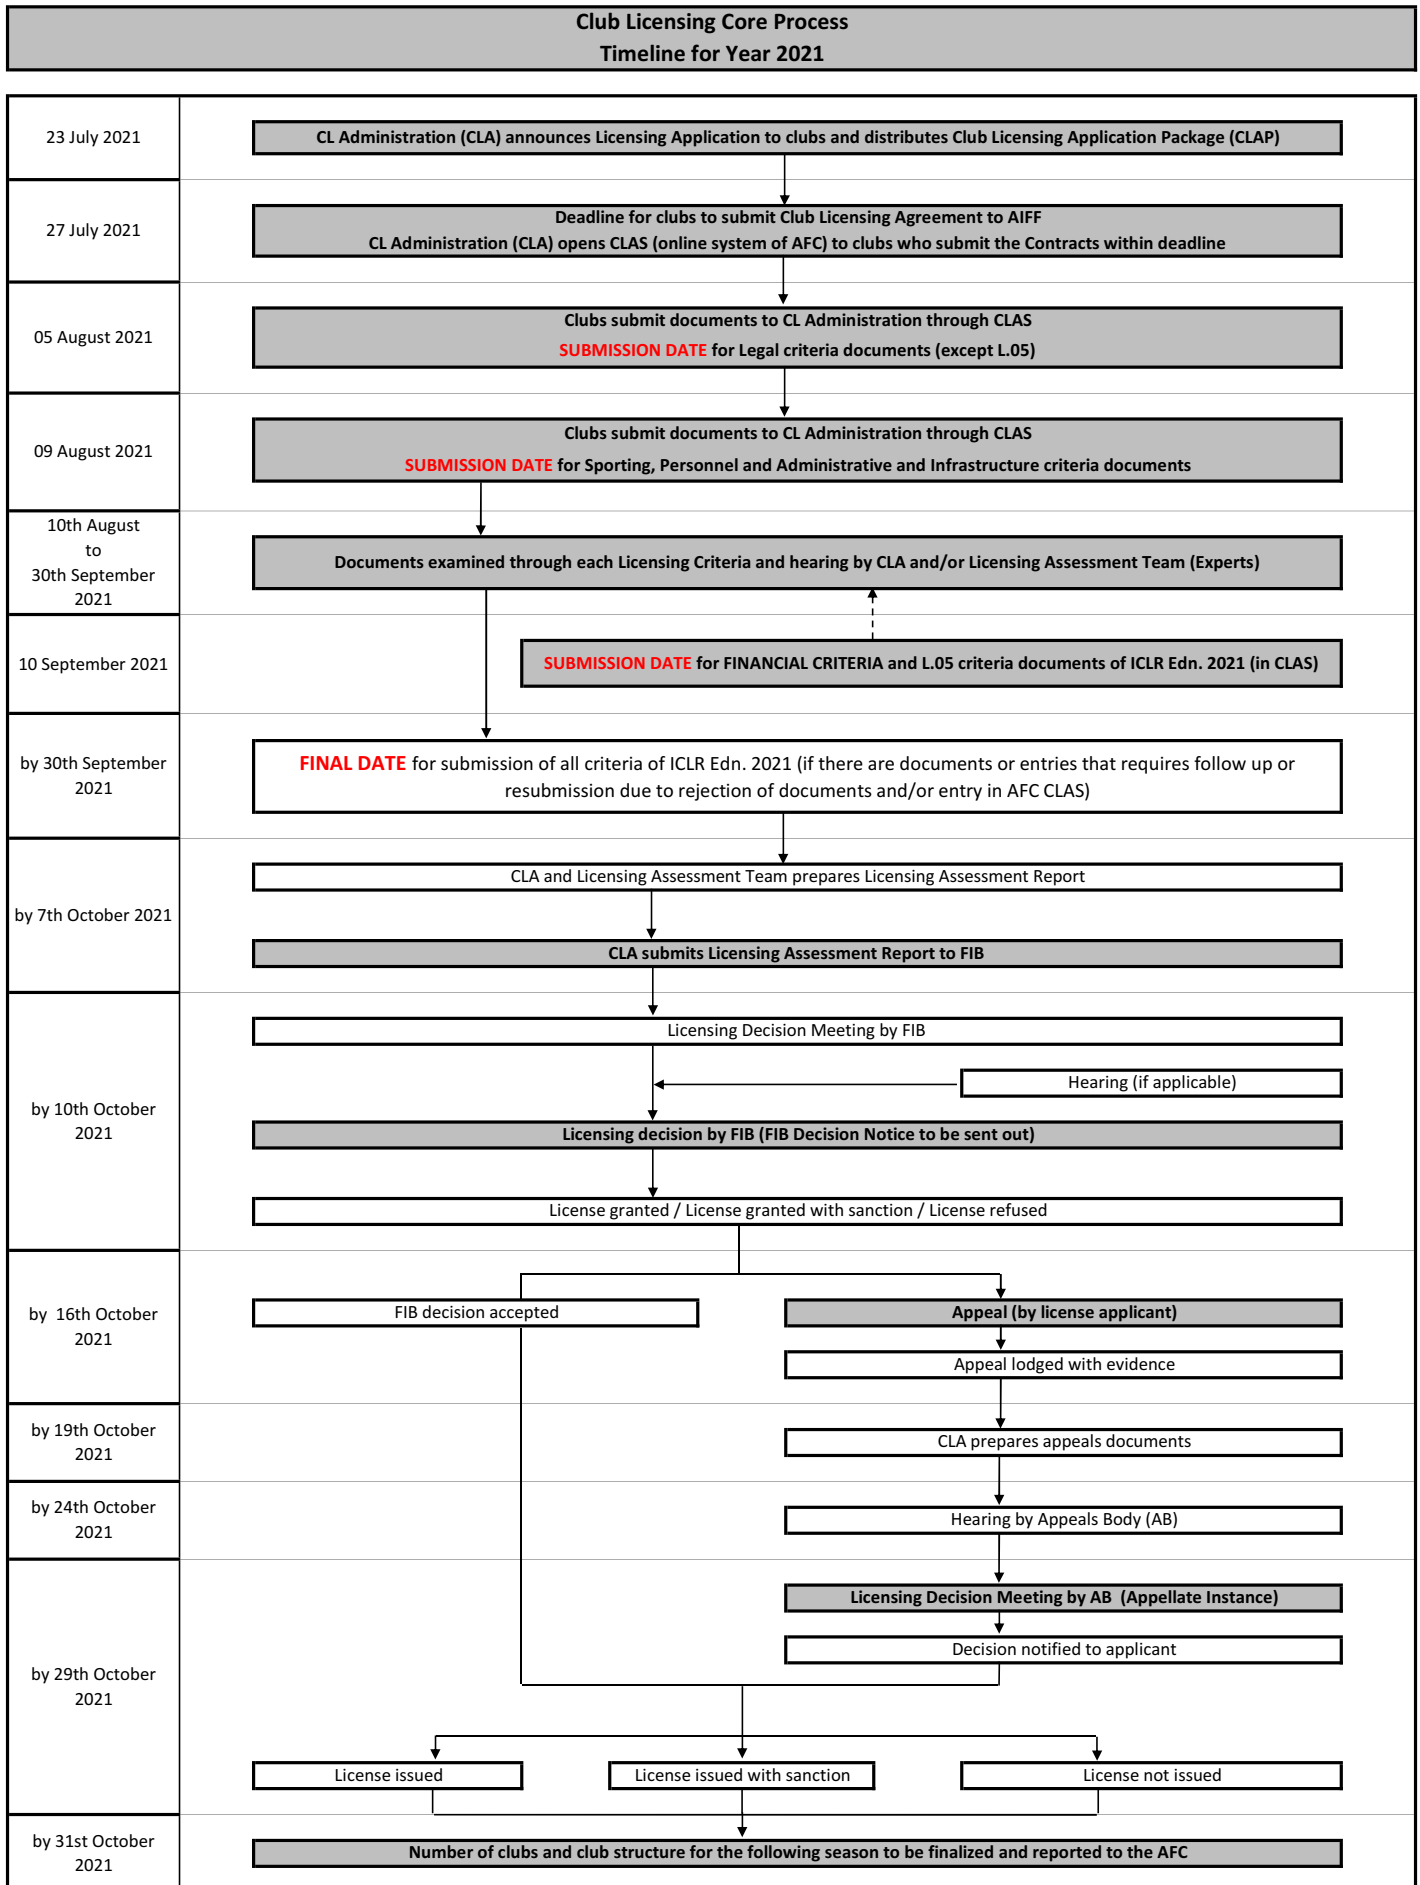 Club Licensing Core Process
Timeline for Year 2021
23 July 2021
CL Administration (CLA) announces Licensing Application to clubs and distributes Club Licensing Application Package (CLAP)
27 July 2021
Deadline for clubs to submit Club Licensing Agreement to AIFF
CL Administration (CLA) opens CLAS (online system of AFC) to clubs who submit the Contracts within deadline
05 August 2021
Clubs submit documents to CL Administration through CLAS
SUBMISSION DATE for Legal criteria documents (except L.05)
09 August 2021
Clubs submit documents to CL Administration through CLAS
SUBMISSION DATE for Sporting, Personnel and Administrative and Infrastructure criteria documents
10th August
to
30th September
2021
Documents examined through each Licensing Criteria and hearing by CLA and/or Licensing Assessment Team (Experts)
10 September 2021
SUBMISSION DATE for FINANCIAL CRITERIA and L.05 criteria documents of ICLR Edn. 2021 (in CLAS)
by 30th September
2021
FINAL DATE for submission of all criteria of ICLR Edn. 2021 (if there are documents or entries that requires follow up or
resubmission due to rejection of documents and/or entry in AFC CLAS)
by 7th October 2021
CLA and Licensing Assessment Team prepares Licensing Assessment Report
CLA submits Licensing Assessment Report to FIB
by 10th October
2021
Licensing Decision Meeting by FIB
Hearing (if applicable)
Licensing decision by FIB (FIB Decision Notice to be sent out)
License granted / License granted with sanction / License refused
by 16th October
2021
FIB decision accepted
Appeal (by license applicant)
Appeal lodged with evidence
by 19th October
2021
CLA prepares appeals documents
by 24th October
2021
Hearing by Appeals Body (AB)
by 29th October
2021
Licensing Decision Meeting by AB (Appellate Instance)
Decision notified to applicant
License issued
License issued with sanction
License not issued
by 31st October
2021
Number of clubs and club structure for the following season to be finalized and reported to the AFC